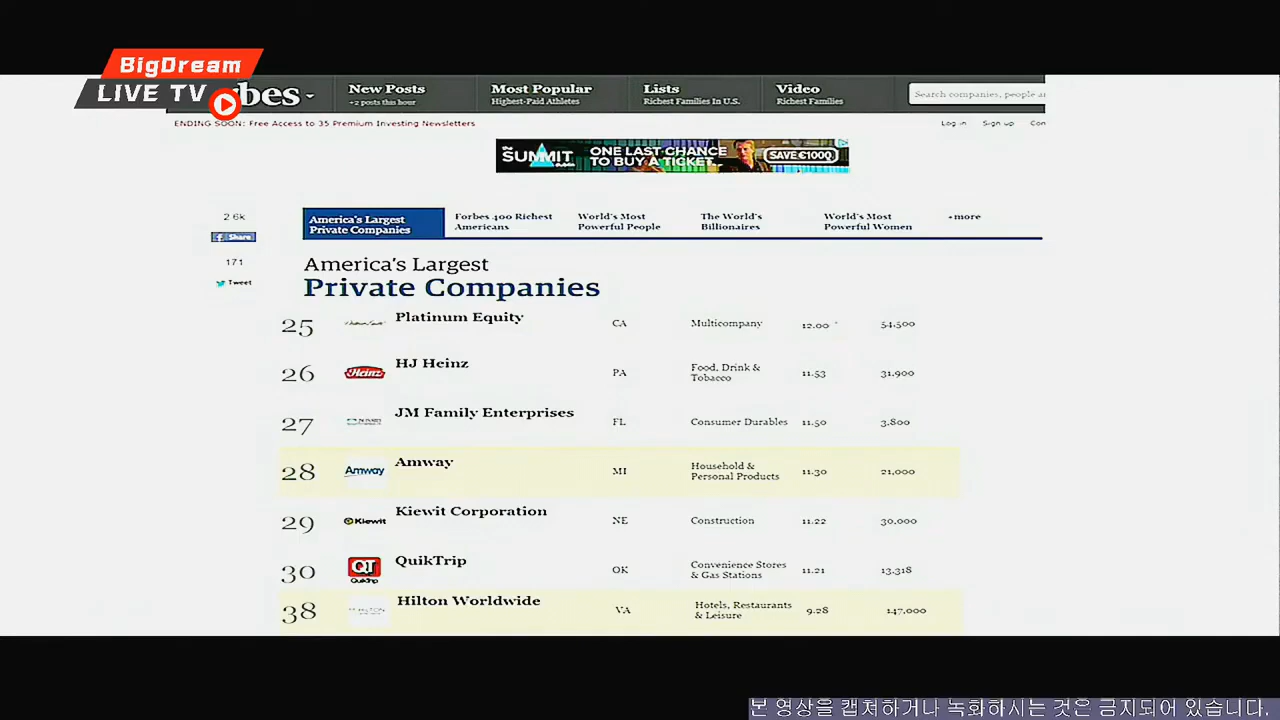 BigDream
LIVE TV
bes
New Posts
+2 posts this hour
Most Popular
Highest-Paid Athletes
Lists
Richest Families In U.S.
Video
Richest Families
Search companies, people an
ENDING SOON: Free Access to 35 Premium Investing Newsletters
Log in
Sign up
Con
SUMMIT
ONE LAST CHANCE
TO BUY A TICKET
SAVE €1000
2.6k
Share
171
Tweet
America's Largest
Private Companies
Forbes 400 Richest
Americans
World's Most
Powerful People
The World's
Billionaires
World's Most
Powerful Women
+more
America's Largest
Private Companies
25 Platinum Equity CA Multicompany 12.00 54,500
26 Heinz HJ Heinz PA Food, Drink &
Tobacco 11.53 31,900
27 JM Family Enterprises FL Consumer Durables 11.50 3,800
28 Amway Amway MI Household &
Personal Products 11.30 21,000
29 Kiewit Kiewit Corporation NE Construction 11.22 30,000
30 QT QuikTrip QuikTrip OK Convenience Stores
& Gas Stations 11.21 13,318
38 HILTON Hilton Worldwide VA Hotels, Restaurants
& Leisure 9.28 147,000
본 영상을 캡쳐하거나 녹화하시는 것은 금지되어 있습니다.